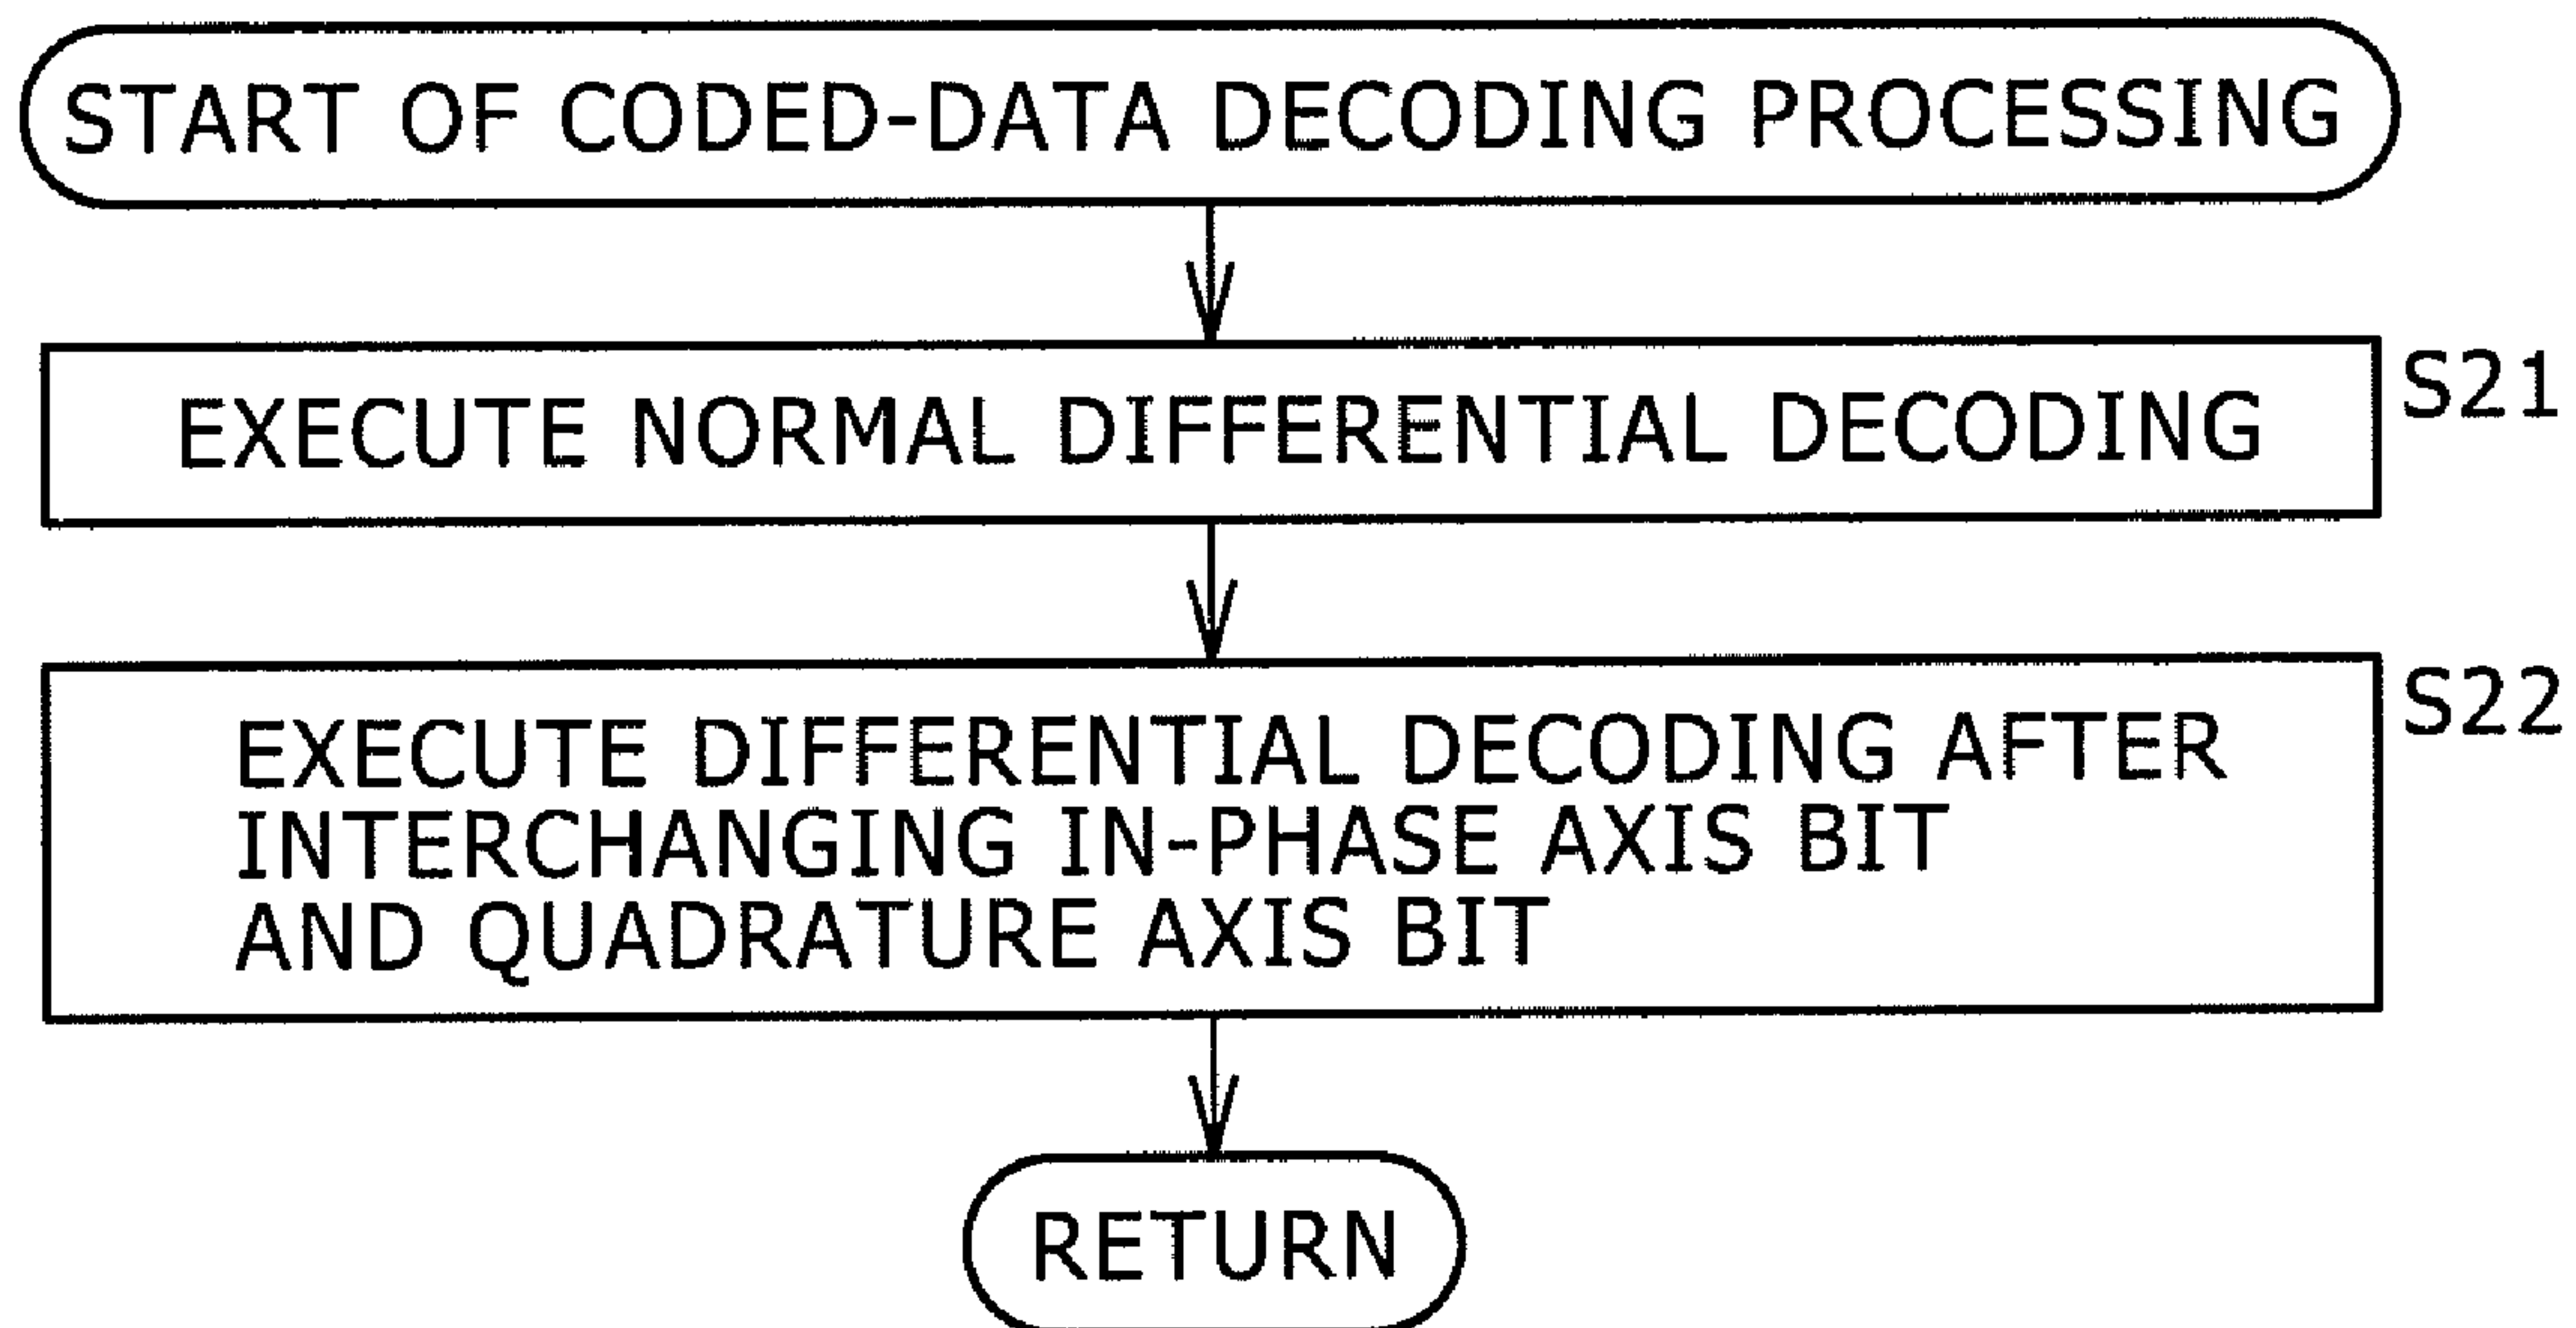 START OF CODED-DATA DECODING PROCESSING
EXECUTE NORMAL DIFFERENTIAL DECODING
S21
EXECUTE DIFFERENTIAL DECODING AFTER
INTERCHANGING IN-PHASE AXIS BIT
AND QUADRATURE AXIS BIT
S22
RETURN